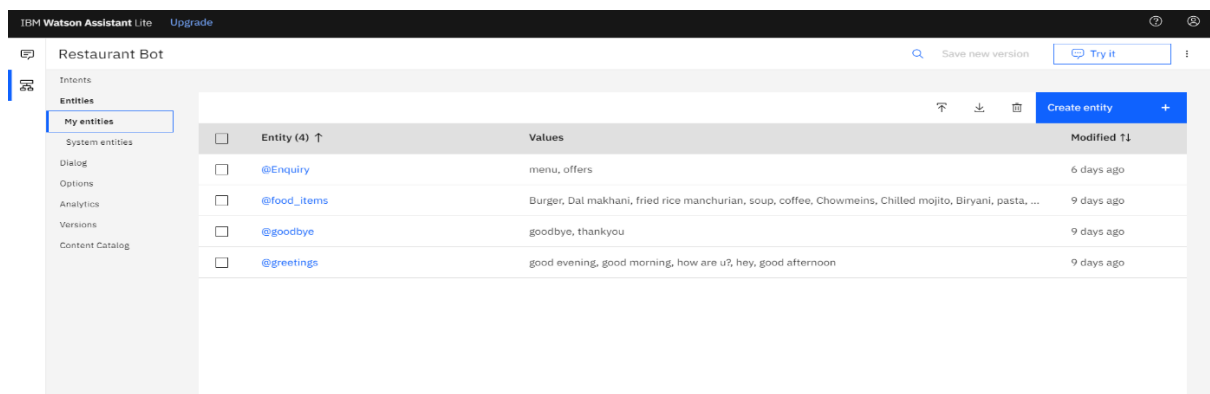 IBM Watson Assistant Lite Upgrade
Restaurant Bot Save new version Try it
Intents
Entities
My entities
System entities
Dialog
Options
Analytics
Versions
Content Catalog
Create entity +
Entity (4) ↑ Values Modified ↑↓
@Enquiry menu, offers 6 days ago
@food_items Burger, Dal makhani, fried rice manchurian, soup, coffee, Chowmeins, Chilled mojito, Biryani, pasta, ... 9 days ago
@goodbye goodbye, thankyou 9 days ago
@greetings good evening, good morning, how are u?, hey, good afternoon 9 days ago